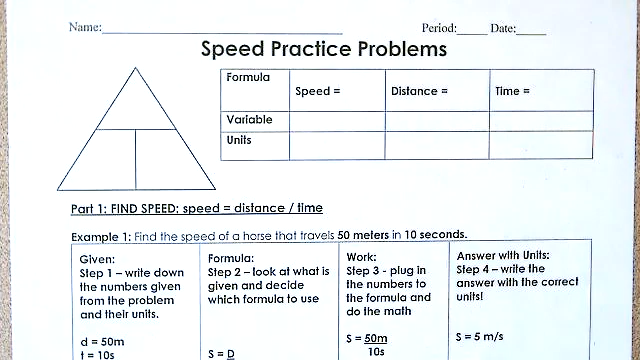 Name:____________________ Period:_____ Date:_____
Speed Practice Problems
Formula Speed = Distance = Time =
Variable
Units
Part 1: FIND SPEED: speed = distance / time
Example 1: Find the speed of a horse that travels 50 meters in 10 seconds.
Given:
Step 1 – write down
the numbers given
from the problem
and their units.
d = 50m
t = 10s
Formula:
Step 2 – look at what is
given and decide
which formula to use
S = D
Work:
Step 3 - plug in
the numbers to
the formula and
do the math
S = 50m
10s
Answer with Units:
Step 4 – write the
answer with the correct
units!
S = 5 m/s